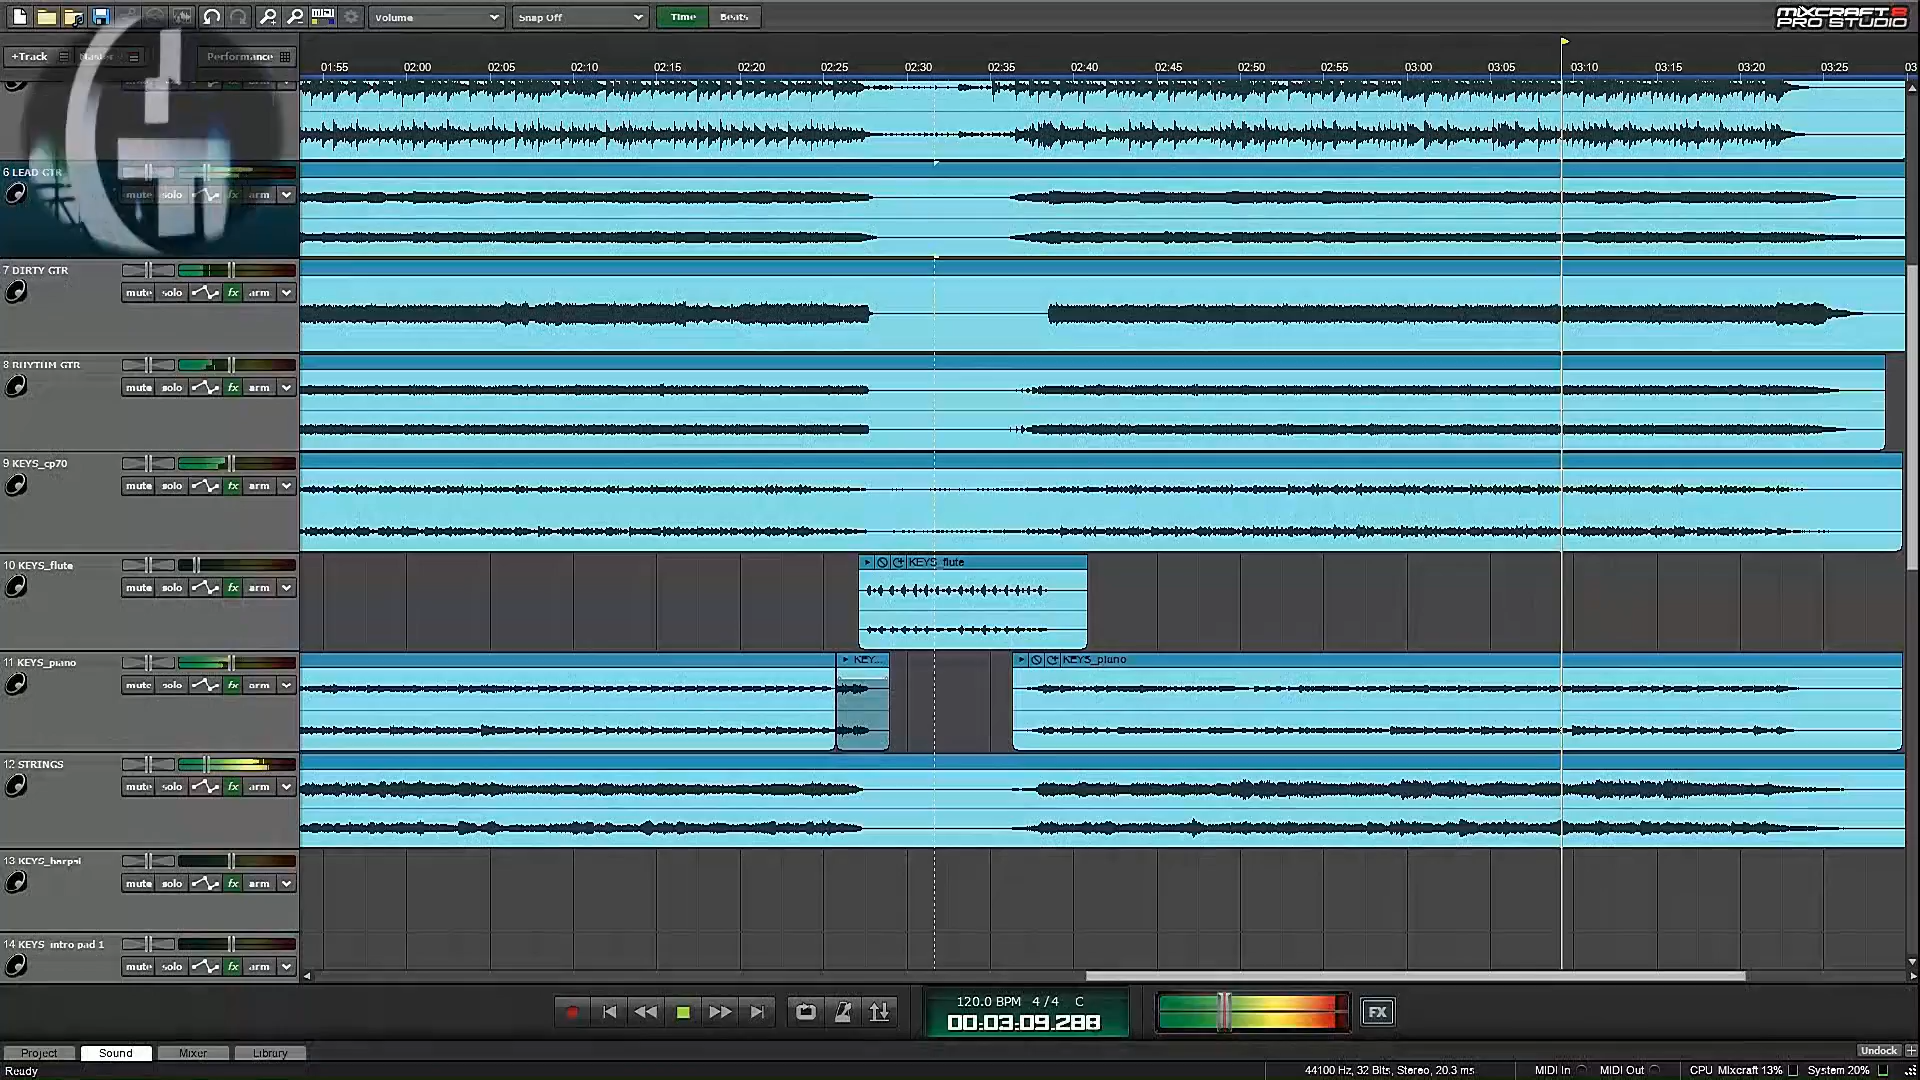 Volume
Snap Off
Time
Beats
MIXCRAFT 8
PRO STUDIO
+Track
Master
Performance
01:55 02:00 02:05 02:10 02:15 02:20 02:25 02:30 02:35 02:40 02:45 02:50 02:55 03:00 03:05 03:10 03:15 03:20 03:25 03
6 LEAD GTR
mute solo fx arm
7 DIRTY GTR
mute solo fx arm
8 RHYTHM GTR
mute solo fx arm
9 KEYS_cp70
mute solo fx arm
10 KEYS_flute
mute solo fx arm
KEYS_flute
11 KEYS_piano
mute solo fx arm
KEY...
KEYS_piano
12 STRINGS
mute solo fx arm
13 KEYS_harpsi
mute solo fx arm
14 KEYS_intro pad 1
mute solo fx arm
120.0 BPM 4/4 C
00:03:09.288
FX
Project
Sound
Mixer
Library
Undock
Ready
44100 Hz, 32 Bits, Stereo, 20.3 ms
MIDI In
MIDI Out
CPU Mixcraft 13%
System 20%